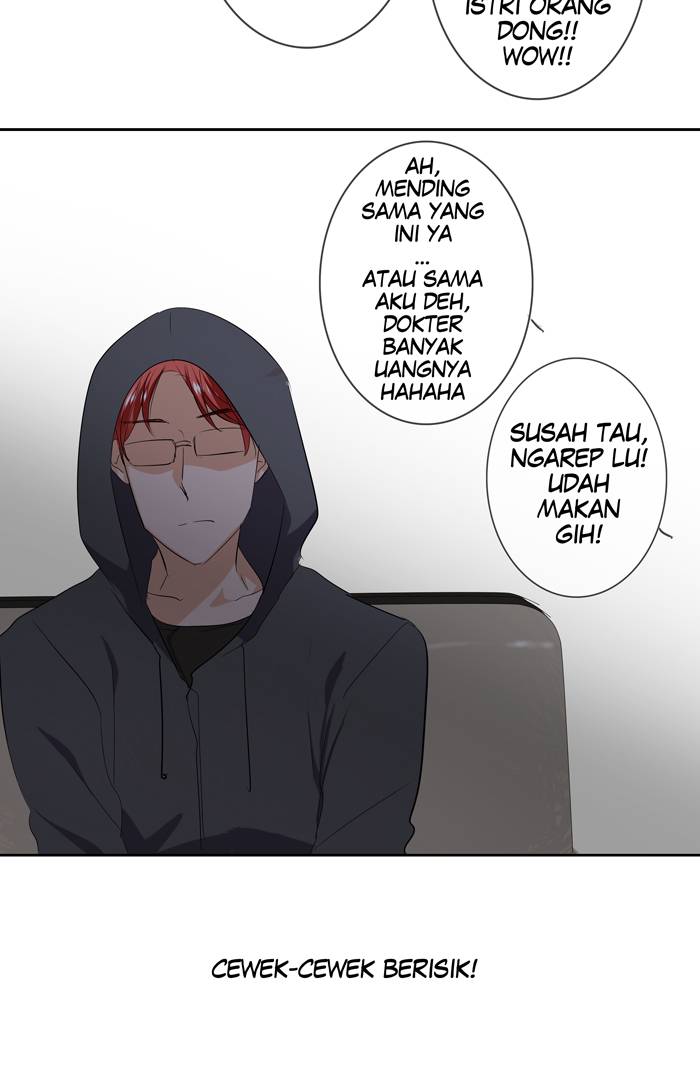 ISTRI ORANG
DONG!!
WOW!!
AH,
MENDING
SAMA YANG
INI YA
...
ATAU SAMA
AKU DEH,
DOKTER
BANYAK
UANGNYA
HAHAHA
SUSAH TAU,
NGAREP LU!
UDAH
MAKAN
GIH!
CEWEK-CEWEK BERISIK!